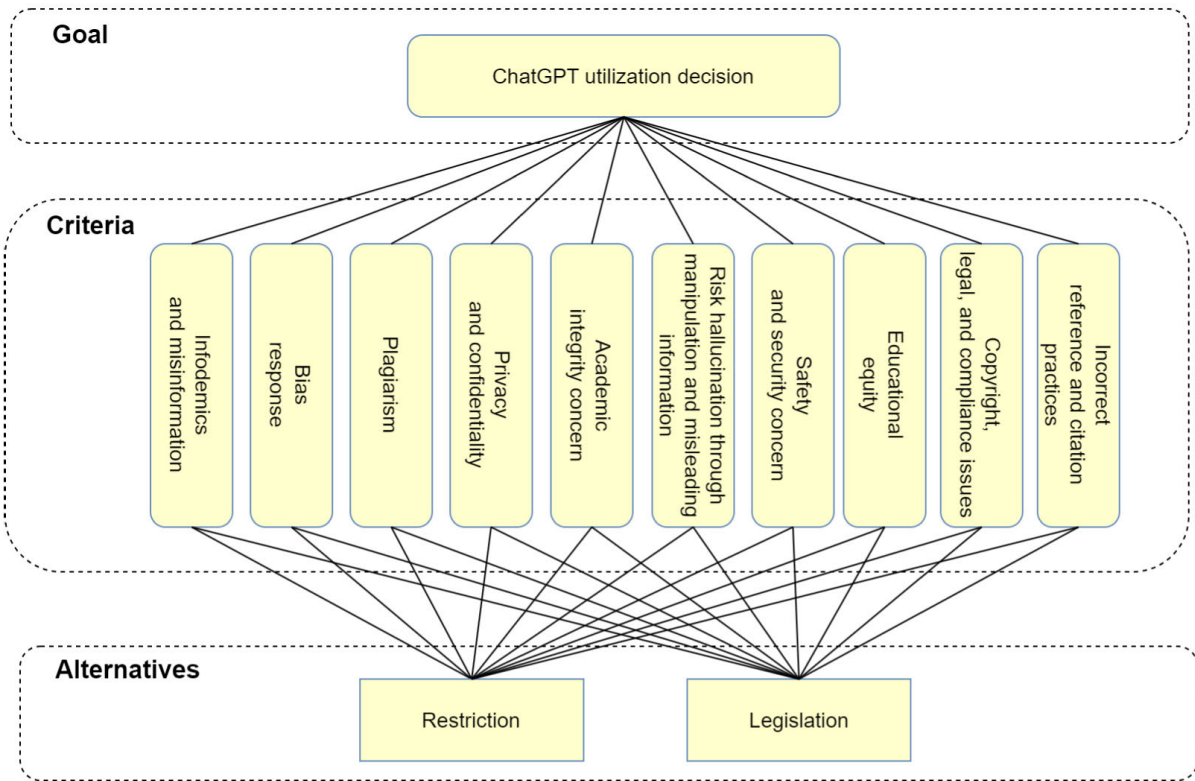 Goal
ChatGPT utilization decision
Criteria
Infodemics
and misinformation
Bias
response
Plagiarism
Privacy
and confidentiality
Academic
integrity concern
Risk hallucination through
manipulation and misleading
information
Safety
and security concern
Educational
equity
Copyright,
legal, and compliance issues
Incorrect
reference and citation
practices
Alternatives
Restriction
Legislation